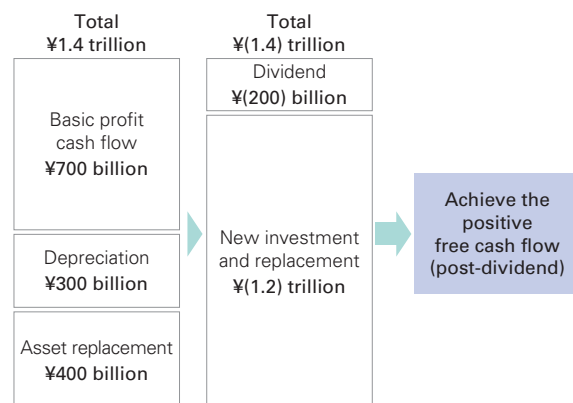 Total
¥1.4 trillion
Basic profit
cash flow
¥700 billion
Depreciation
¥300 billion
Asset replacement
¥400 billion
Total
¥(1.4) trillion
Dividend
¥(200) billion
New investment
and replacement
¥(1.2) trillion
Achieve the
positive
free cash flow
(post-dividend)